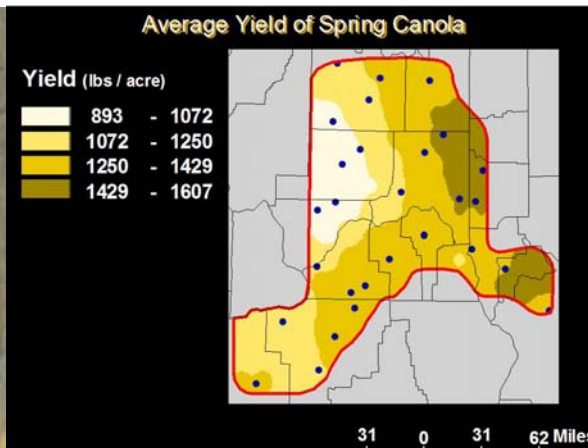 Average Yield of Spring Canola
Yield (lbs / acre)
893 - 1072
1072 - 1250
1250 - 1429
1429 - 1607
31 0 31 62 Miles